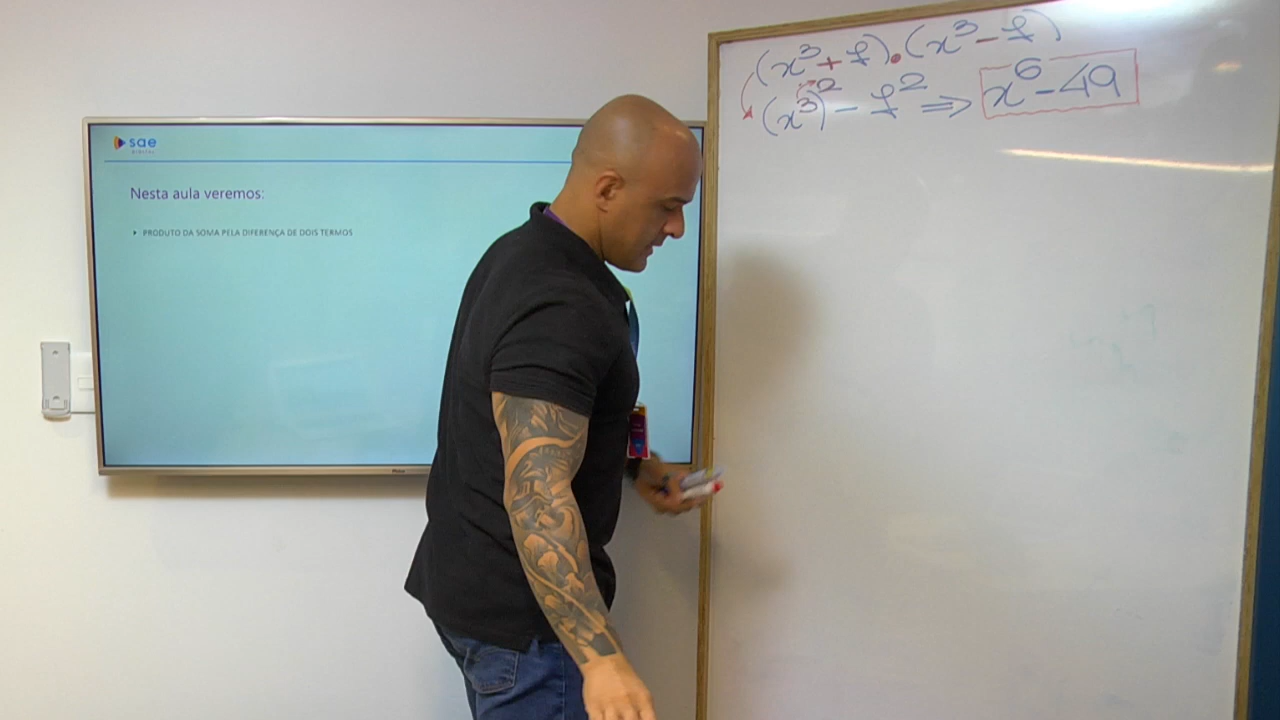 sae
DIGITAL
Nesta aula veremos:
▸ PRODUTO DA SOMA PELA DIFERENÇA DE DOIS TERMOS
(x³ + 7) . (x³ - 7)
(x³)² - 7² ⇒ x⁶ - 49